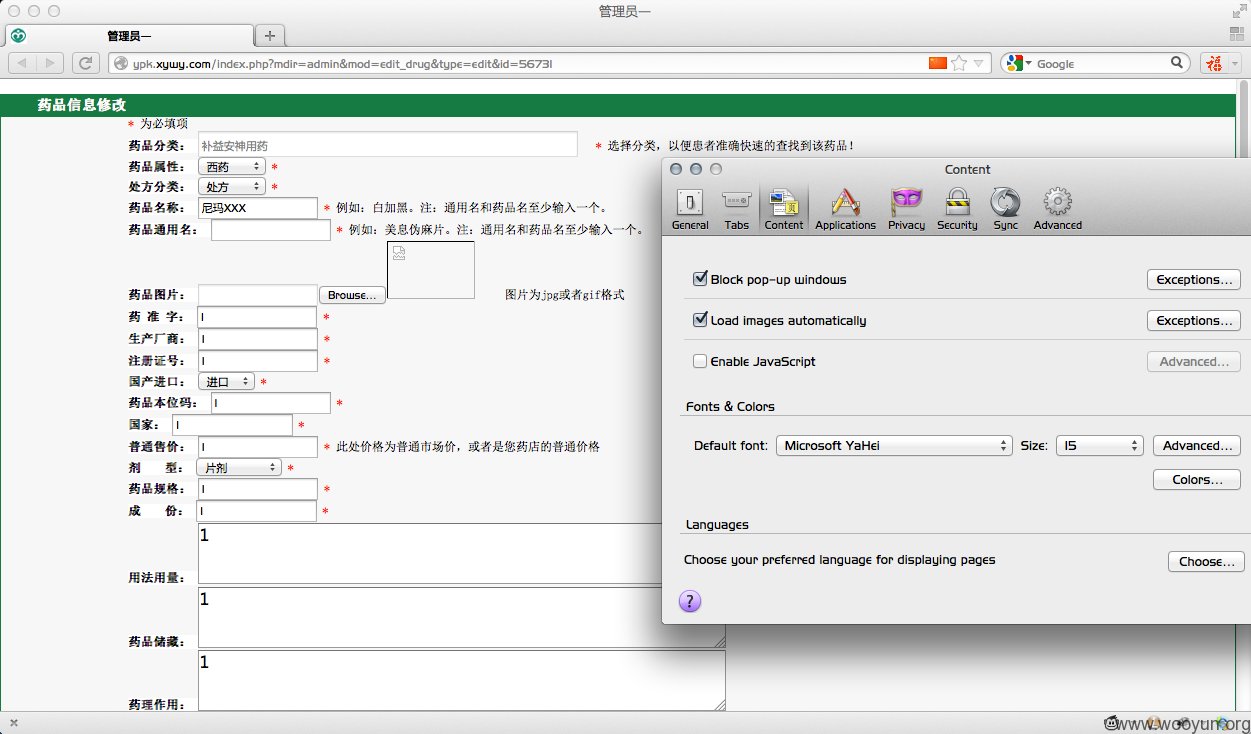 管理员一
管理员一
ypk.xywy.com/index.php?mdir=admin&mod=edit_drug&type=edit&id=56731
Google
药品信息修改
* 为必填项
药品分类： 补益安神用药 * 选择分类，以便患者准确快速的查找到该药品！
药品属性： 西药 *
处方分类： 处方 *
药品名称： 尼玛XXX * 例如：白加黑。注：通用名和药品名至少输入一个。
药品通用名： * 例如：美息伪麻片。注：通用名和药品名至少输入一个。
药品图片： Browse... 图片为jpg或者gif格式
药 准 字： 1 *
生产厂商： 1 *
注册证号： 1 *
国产进口： 进口 *
药品本位码： 1 *
国家： 1 *
普通售价： 1 * 此处价格为普通市场价，或者是您药店的普通价格
剂 型： 片剂 *
药品规格： 1 *
成 份： 1 *
1
用法用量：
1
药品储藏：
1
药理作用：
Content
General Tabs Content Applications Privacy Security Sync Advanced
Block pop-up windows Exceptions...
Load images automatically Exceptions...
Enable JavaScript Advanced...
Fonts & Colors
Default font: Microsoft YaHei Size: 15 Advanced...
Colors...
Languages
Choose your preferred language for displaying pages Choose...
?
www.wooyun.org